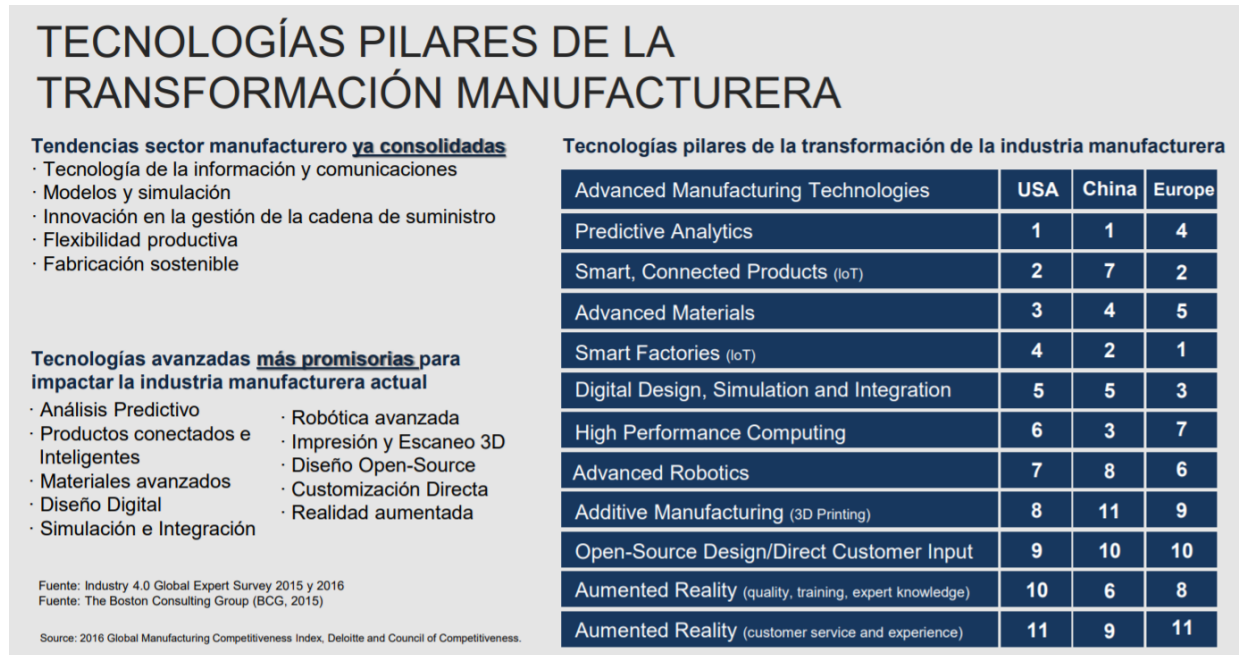 TECNOLOGÍAS PILARES DE LA
TRANSFORMACIÓN MANUFACTURERA
Tendencias sector manufacturero ya consolidadas
· Tecnología de la información y comunicaciones
· Modelos y simulación
· Innovación en la gestión de la cadena de suministro
· Flexibilidad productiva
· Fabricación sostenible
Tecnologías avanzadas más promisorias para
impactar la industria manufacturera actual
· Análisis Predictivo
· Productos conectados e
Inteligentes
· Materiales avanzados
· Diseño Digital
· Simulación e Integración
· Robótica avanzada
· Impresión y Escaneo 3D
· Diseño Open-Source
· Customización Directa
· Realidad aumentada
Fuente: Industry 4.0 Global Expert Survey 2015 y 2016
Fuente: The Boston Consulting Group (BCG, 2015)
Source: 2016 Global Manufacturing Competitiveness Index, Deloitte and Council of Competitiveness.
Tecnologías pilares de la transformación de la industria manufacturera
Advanced Manufacturing Technologies USA China Europe
Predictive Analytics 1 1 4
Smart, Connected Products (IoT) 2 7 2
Advanced Materials 3 4 5
Smart Factories (IoT) 4 2 1
Digital Design, Simulation and Integration 5 5 3
High Performance Computing 6 3 7
Advanced Robotics 7 8 6
Additive Manufacturing (3D Printing) 8 11 9
Open-Source Design/Direct Customer Input 9 10 10
Aumented Reality (quality, training, expert knowledge) 10 6 8
Aumented Reality (customer service and experience) 11 9 11